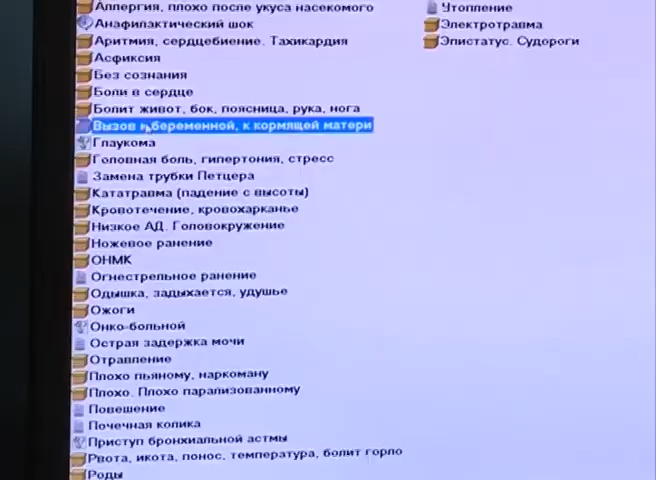 Аллергия, плохо после укуса насекомого
Анафилактический шок
Аритмия, сердцебиение. Тахикардия
Асфиксия
Без сознания
Боли в сердце
Болит живот, бок, поясница, рука, нога
Вызов к беременной, к кормящей матери
Глаукома
Головная боль, гипертония, стресс
Замена трубки Петцера
Кататравма (падение с высоты)
Кровотечение, кровохарканье
Низкое АД. Головокружение
Ножевое ранение
ОНМК
Огнестрельное ранение
Одышка, задыхается, удушье
Ожоги
Онко-больной
Острая задержка мочи
Отравление
Плохо пьяному, наркоману
Плохо. Плохо парализованному
Повешение
Почечная колика
Приступ бронхиальной астмы
Рвота, икота, понос, температура, болит горло
Роды
Утопление
Электротравма
Эпистатус. Судороги